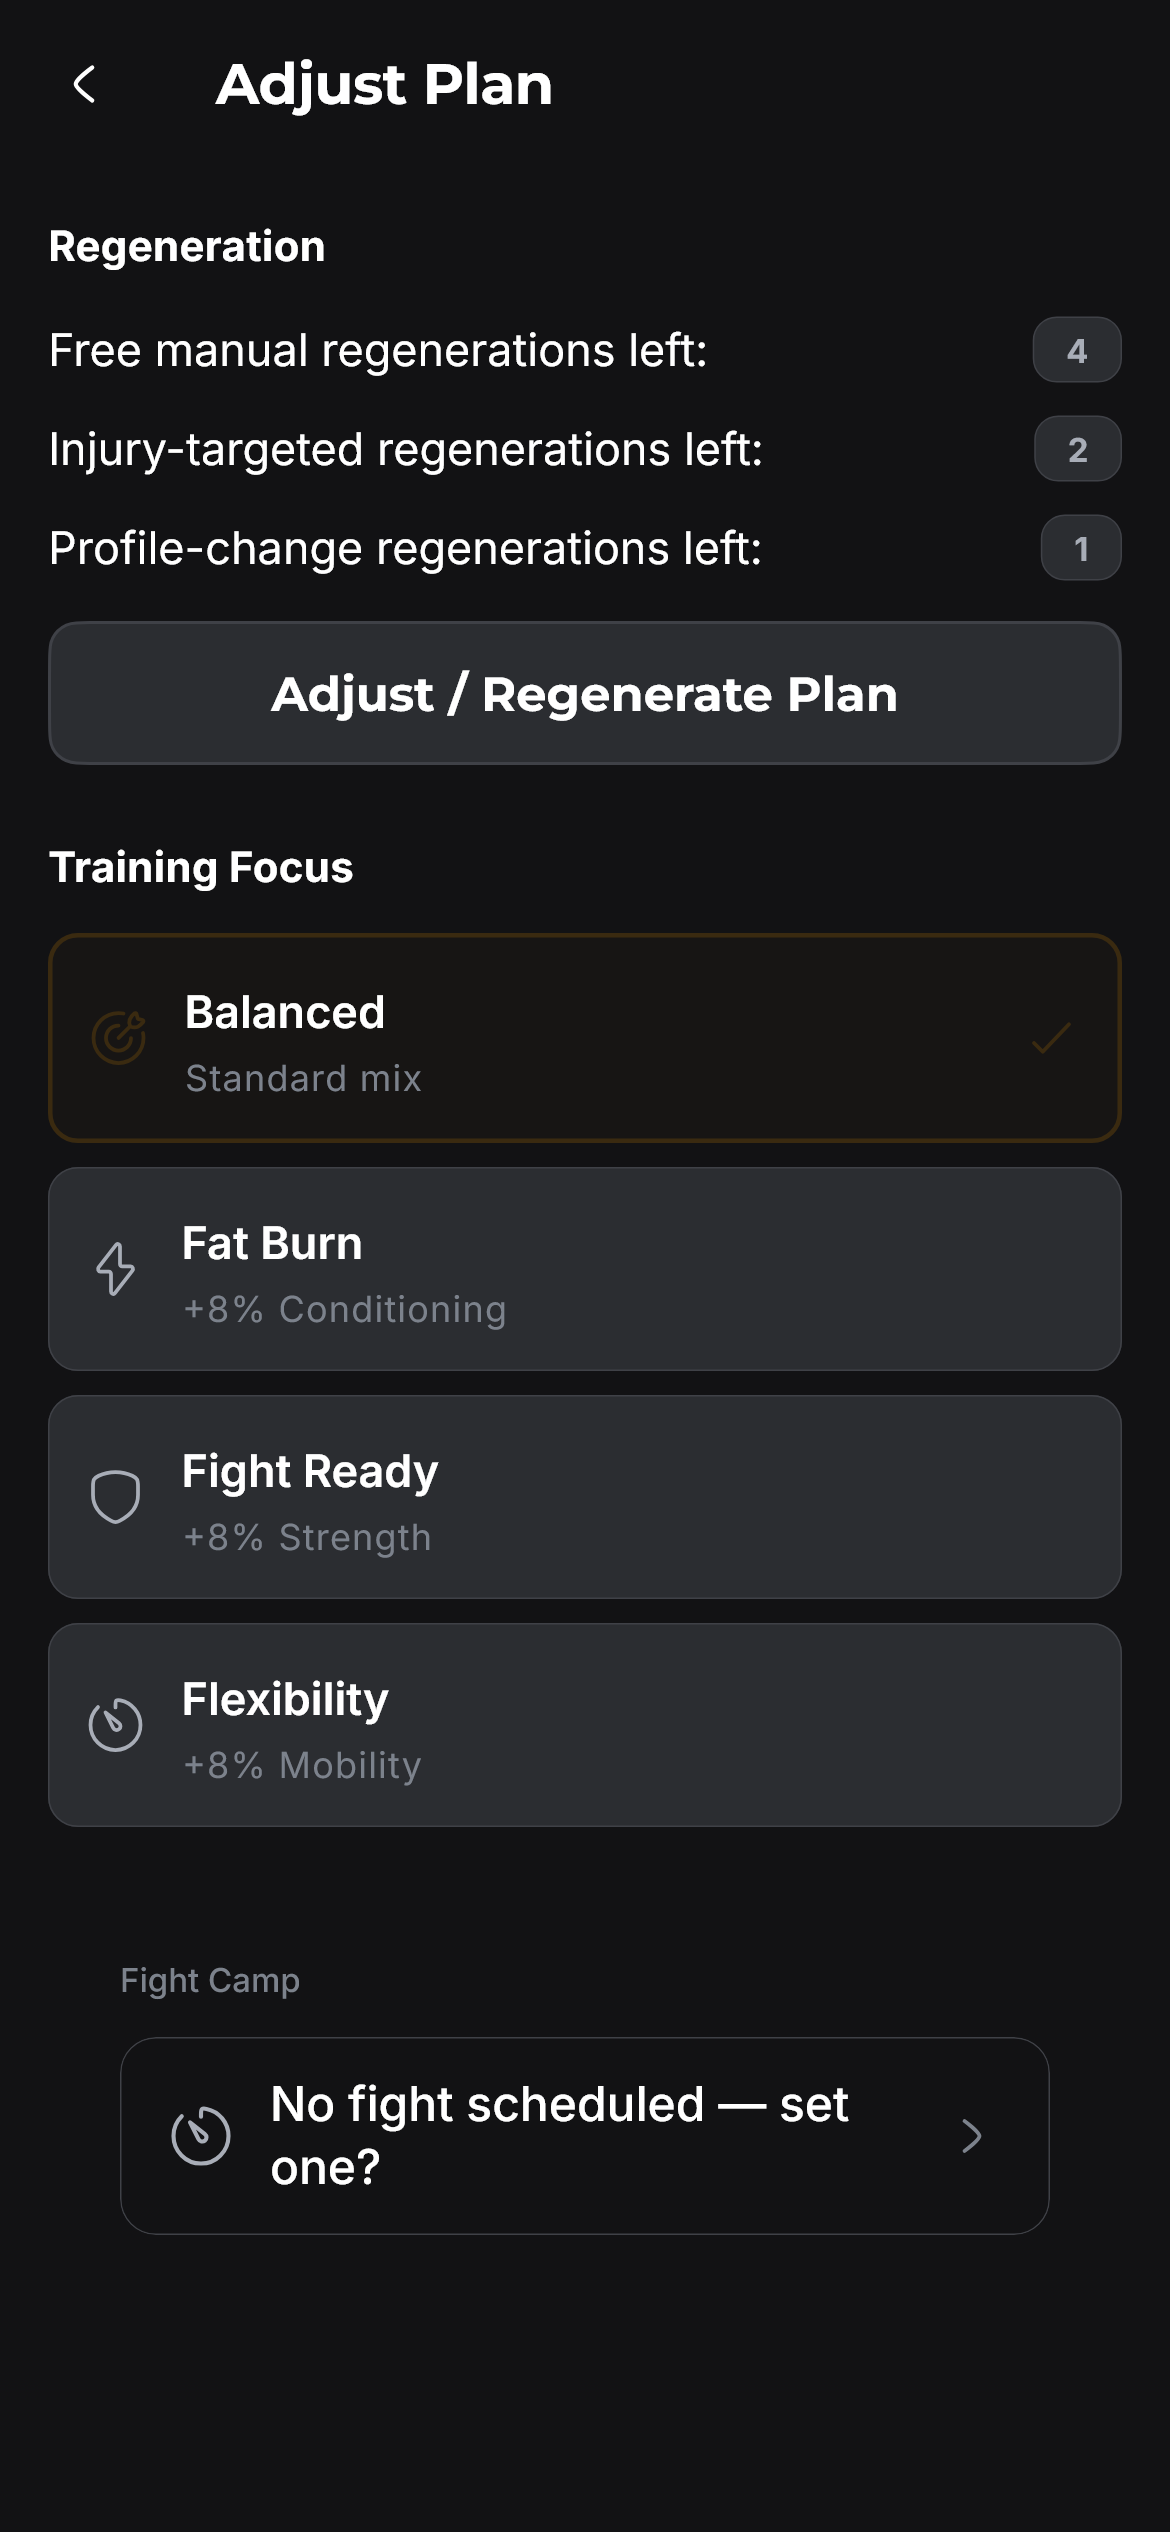 Adjust Plan
Regeneration
Free manual regenerations left: 4
Injury-targeted regenerations left: 2
Profile-change regenerations left: 1
Adjust / Regenerate Plan
Training Focus
Balanced
Standard mix
Fat Burn
+8% Conditioning
Fight Ready
+8% Strength
Flexibility
+8% Mobility
Fight Camp
No fight scheduled — set
one?